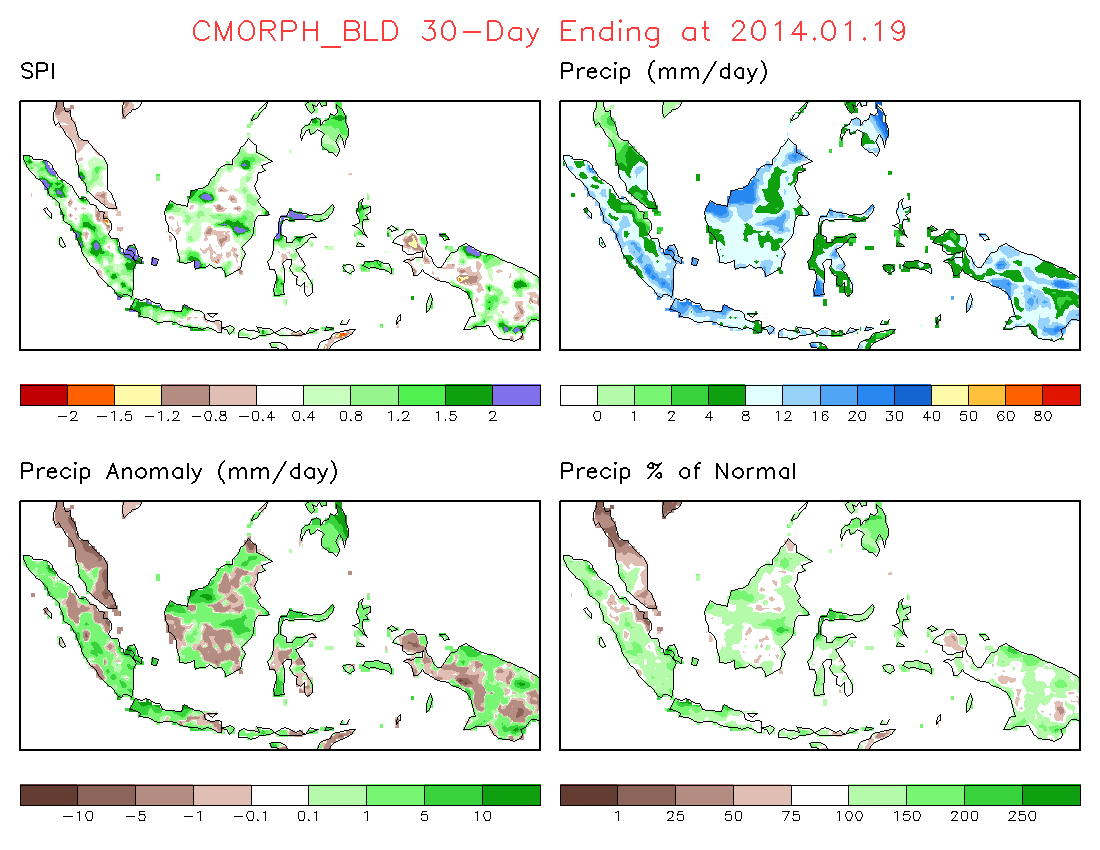 CMORPH_BLD 30-Day Ending at 2014.01.19
SPI
Precip (mm/day)
-2 -1.5 -1.2 -0.8 -0.4 0.4 0.8 1.2 1.5 2
0 1 2 4 8 12 16 20 30 40 50 60 80
Precip Anomaly (mm/day)
Precip % of Normal
-10 -5 -1 -0.1 0.1 1 5 10
1 25 50 75 100 150 200 250